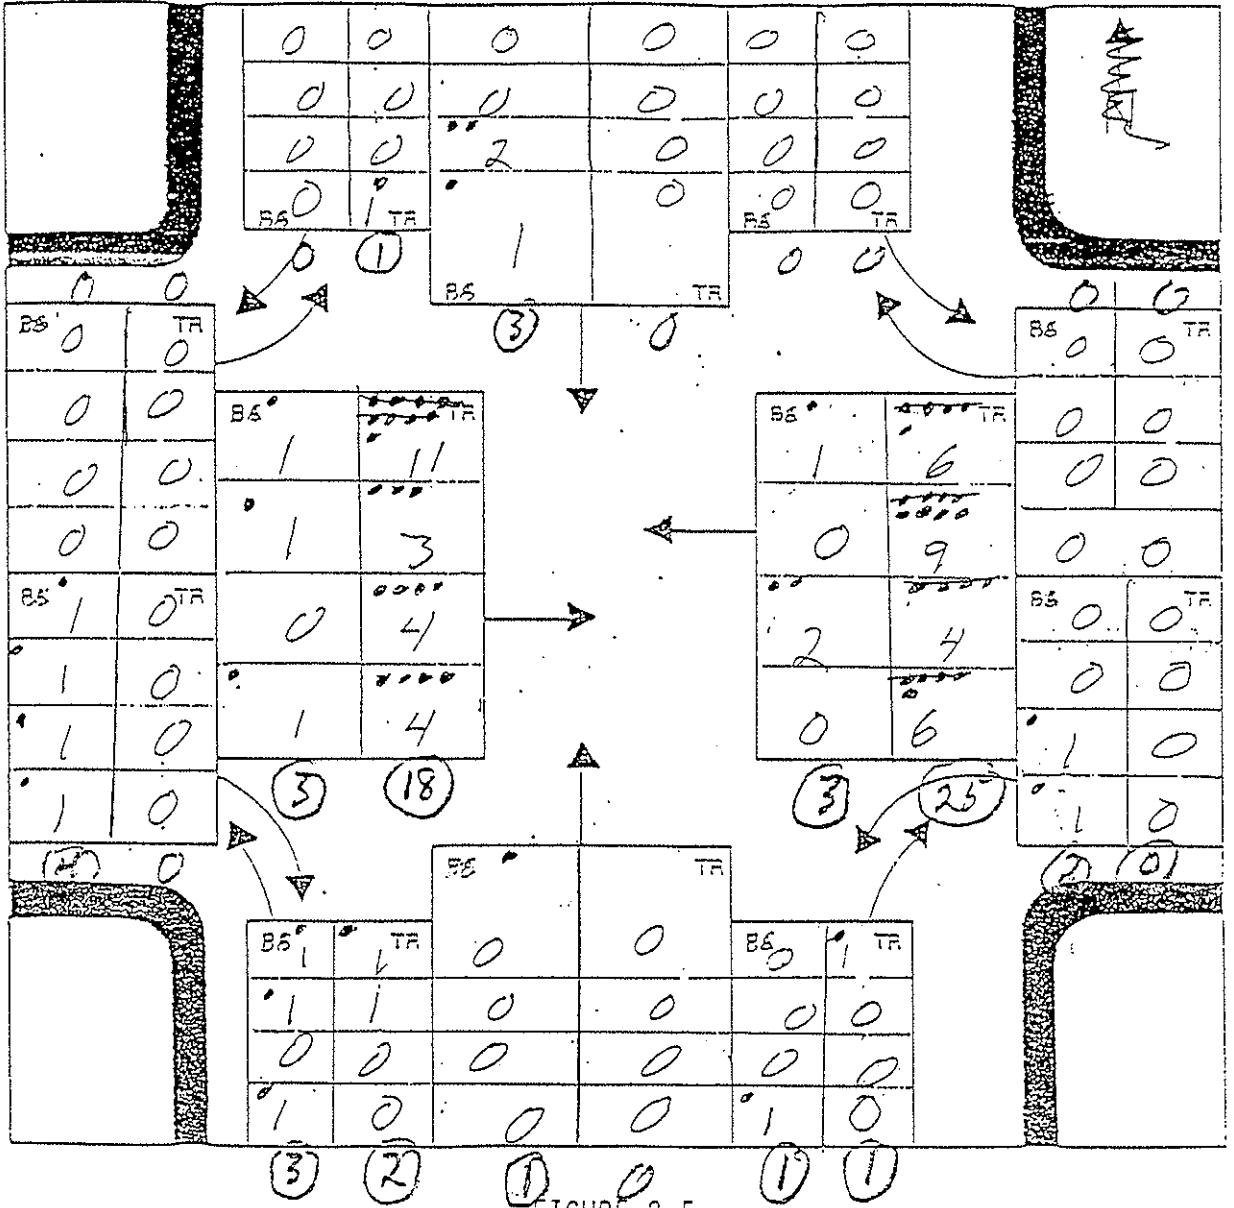 0 0 0 0 0 0
0 0 0 0 0 0
0 0 2 0 0 0
BS 0 1 TR 0 BS 0 0 TR
0 1 1 0 0
BS TR
0 0 3 0 0 0
BS 0 0 TR BS 0 0 TR
0 0 BS TR BS TR 0 0
0 0 1 11 1 6 0 0
0 0 1 3 0 9 0 0
BS 1 0 TR BS 0 0 TR
1 0 0 4 2 4 0 0
1 0 1 4 0 6 1 0
1 0 3 18 3 25 1 0
0 BS TR 2 0
BS 1 1 TR 0 0 BS 0 1 TR
1 1 0 0 0 0
0 0 0 0 0 0
1 0 0 0 1 0
3 2 1 0 1 1